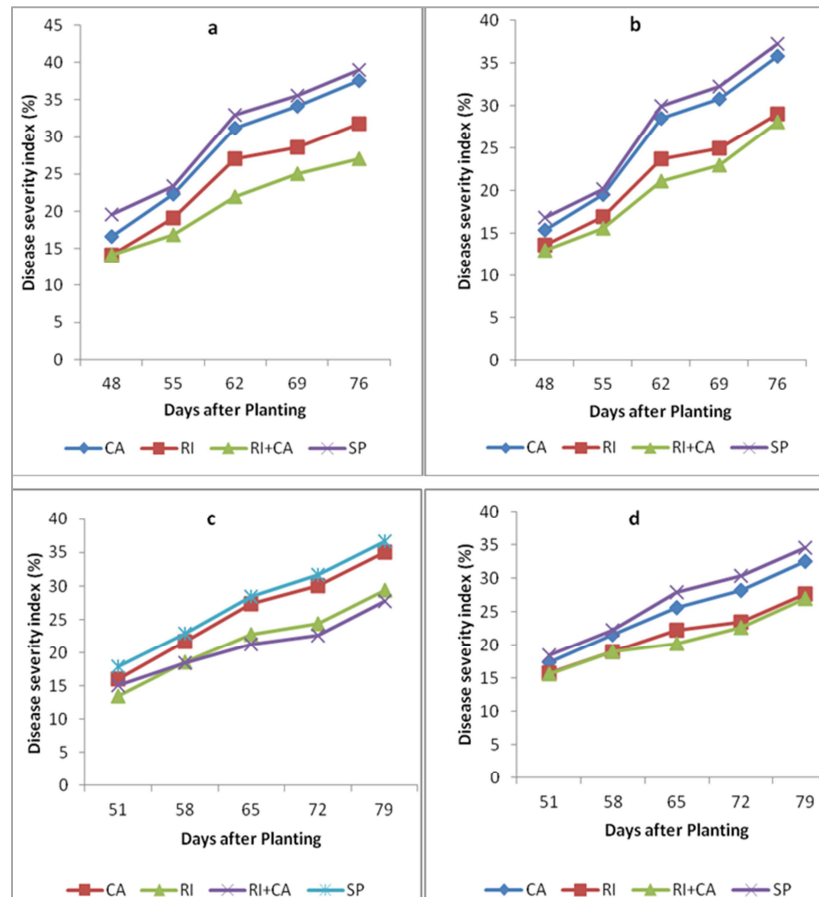 a
Disease severity index (%)
45
40
35
30
25
20
15
10
5
0
48 55 62 69 76
Days after Planting
CA RI RI+CA SP
b
Disease severity index (%)
40
35
30
25
20
15
10
5
0
48 55 62 69 76
Days after Planting
CA RI RI+CA SP
c
Disease severity index (%)
40
35
30
25
20
15
10
5
0
51 58 65 72 79
Days after Planting
CA RI RI+CA SP
d
Disease severity index (%)
40
35
30
25
20
15
10
5
0
51 58 65 72 79
Days after Planting
CA RI RI+CA SP